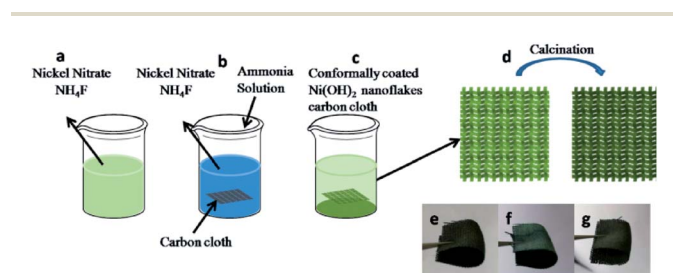 a
Nickel Nitrate
NH₄F
b
Nickel Nitrate
NH₄F
Ammonia
Solution
Carbon cloth
c
Conformally coated
Ni(OH)₂ nanoflakes
carbon cloth
d
Calcination
e
f
g